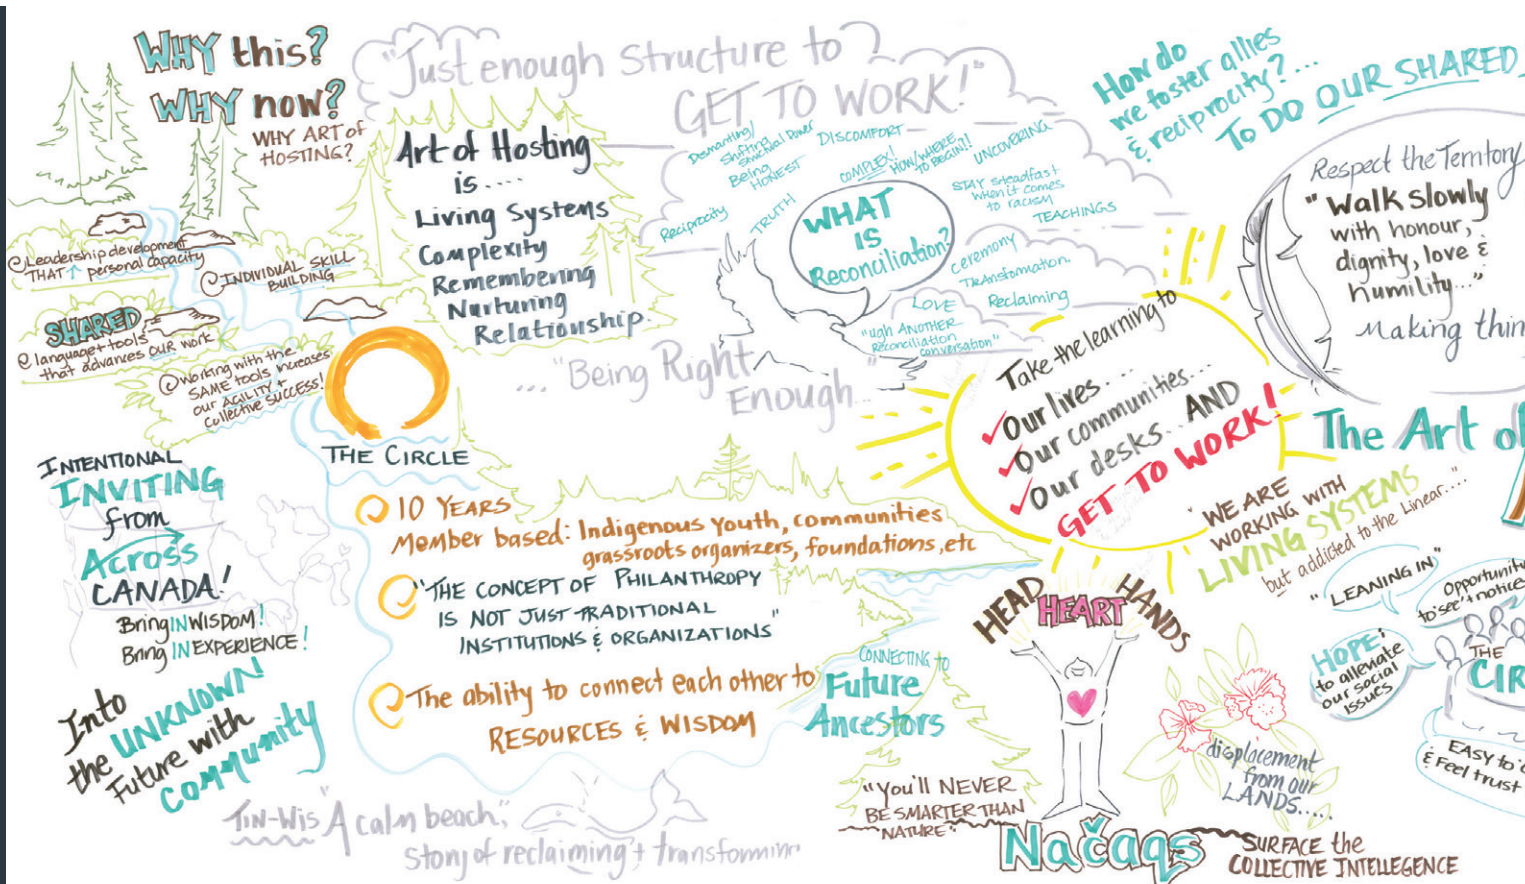 WHY this?
WHY now?
WHY ART of
HOSTING?
"Just enough Structure to?
GET TO WORK!"
Art of Hosting
is....
Living Systems
Complexity
Remembering
Nurturing
Relationship.
@ Leadership development
THAT ↑ personal capacity
@ INDIVIDUAL SKILL
BUILDING
SHARED
@ language + tools
that advances OUR work
@ working with the
SAME tools increases
our AGILITY +
Collective SUCCESS!
THE CIRCLE
Dismantling/
Shifting
Structural Power
Being
HONEST
DISCOMFORT
COMPLEX!
HOW/WHERE
TO BEGIN?!
UNCOVERING
Reciprocity
TRUTH
WHAT
IS
Reconciliation?
STAY steadfast
when it comes
to racism
TEACHINGS
Ceremony
Transformation.
Reclaiming
LOVE
"ugh ANOTHER
Reconciliation
conversation"
..."Being Right
Enough..."
How do
we foster allies
& reciprocity?...
To DO OUR SHARED
Respect the Territory
"Walk slowly
with honour,
dignity, love &
humility..."
Making thin
Take the learning to
Our lives....
Our communities....
Our desks.. AND
GET TO WORK!
The Art of
"WE ARE
WORKING WITH
LIVING SYSTEMS
but addicted to the Linear....
INTENTIONAL
INVITING
from
Across
CANADA!
Bring IN WISDOM!
Bring IN EXPERIENCE!
Into
the UNKNOWN
Future with
Community
10 YEARS
Member based: Indigenous Youth, communities
grassroots organizers, foundations, etc
"THE CONCEPT OF PHILANTHROPY
IS NOT JUST TRADITIONAL
INSTITUTIONS & ORGANIZATIONS"
The ability to connect each other to
RESOURCES & WISDOM
CONNECTING to
Future
Ancestors
HEAD
HEART
HANDS
"LEANING IN"
Opportunity
to see + notice
HOPE:
to alleviate
our social
issues
THE
CIR
EASY to
& Feel trust
displacement
from our
LANDS....
"You'll NEVER
BE SMARTER THAN
NATURE"
Načaqs
SURFACE the
COLLECTIVE INTELLEGENCE
Tin-Wis "A calm beach",
story of reclaiming + transforming